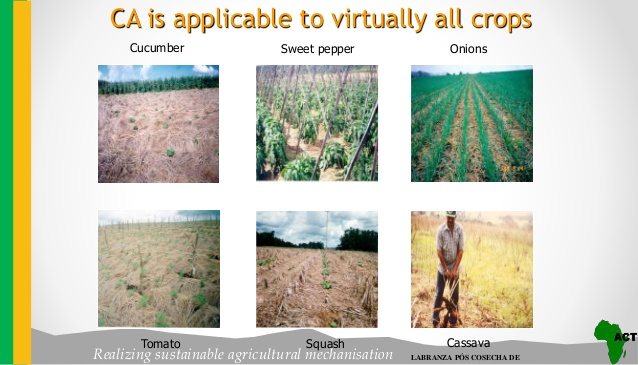 CA is applicable to virtually all crops
Cucumber
Sweet pepper
Onions
Tomato
Squash
Cassava
Realizing sustainable agricultural mechanisation
LABRANZA PÓS COSECHA DE
ACT